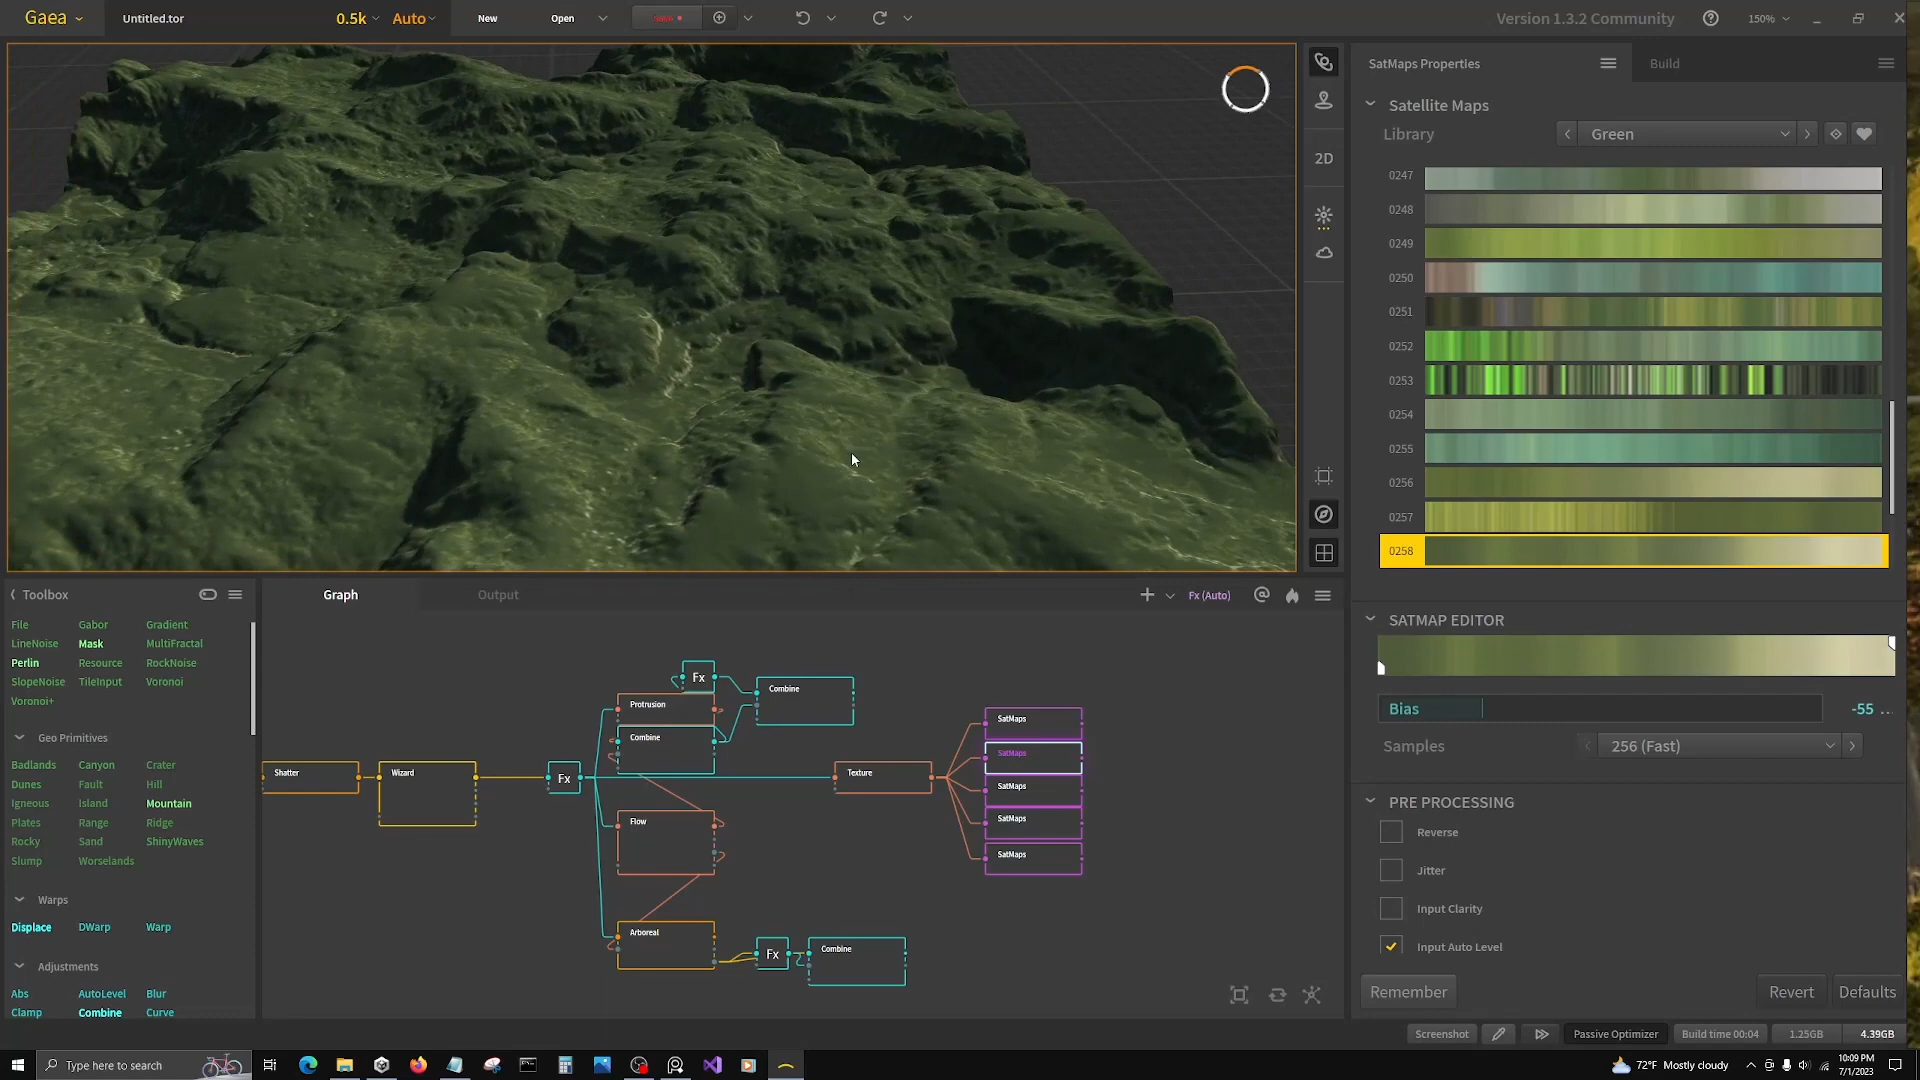 Gaea
Untitled.tor
0.5k
Auto
New
Open
Version 1.3.2 Community
150%
SatMaps Properties
Build
Satellite Maps
Library
Green
0247
0248
0249
0250
0251
0252
0253
0254
0255
0256
0257
0258
2D
SATMAP EDITOR
Bias
-55 ...
Samples
256 (Fast)
PRE PROCESSING
Reverse
Jitter
Input Clarity
Input Auto Level
Remember
Revert
Defaults
Toolbox
File Gabor Gradient
LineNoise Mask MultiFractal
Perlin Resource RockNoise
SlopeNoise TileInput Voronoi
Voronoi+
Geo Primitives
Badlands Canyon Crater
Dunes Fault Hill
Igneous Island Mountain
Plates Range Ridge
Rocky Sand ShinyWaves
Slump Worselands
Warps
Displace DWarp Warp
Adjustments
Abs AutoLevel Blur
Clamp Combine Curve
Graph
Output
Fx (Auto)
Fx
Combine
Protrusion
Combine
Shatter
Wizard
Fx
Texture
Flow
Arboreal
Fx
Combine
SatMaps
SatMaps
SatMaps
SatMaps
SatMaps
Screenshot
Passive Optimizer
Build time 00:04
1.25GB
4.39GB
Type here to search
72°F Mostly cloudy
10:09 PM
7/1/2023